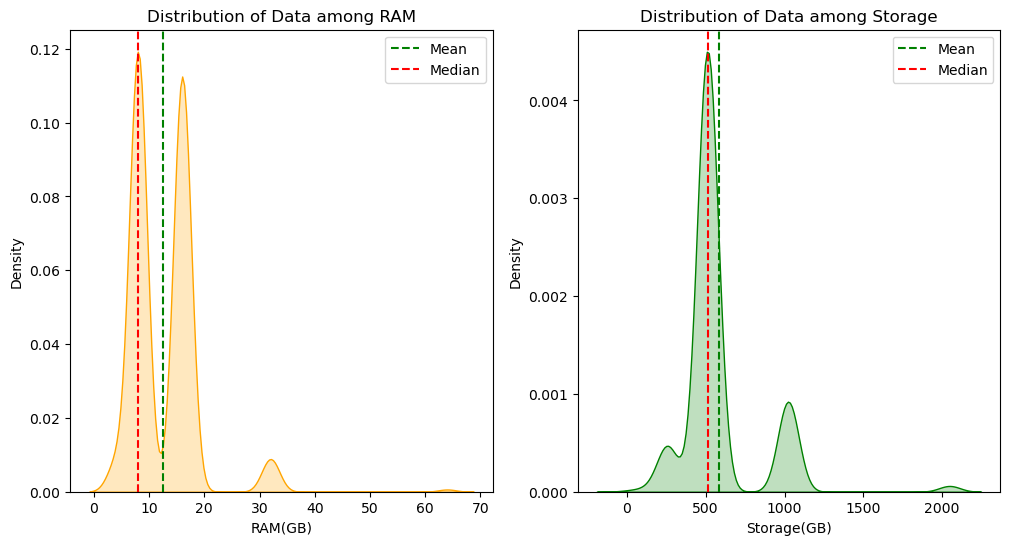 Distribution of Data among RAM
Mean
Median
0.12
0.10
0.08
0.06
0.04
0.02
0.00
Density
0 10 20 30 40 50 60 70
RAM(GB)
Distribution of Data among Storage
Mean
Median
0.004
0.003
0.002
0.001
0.000
Density
0 500 1000 1500 2000
Storage(GB)